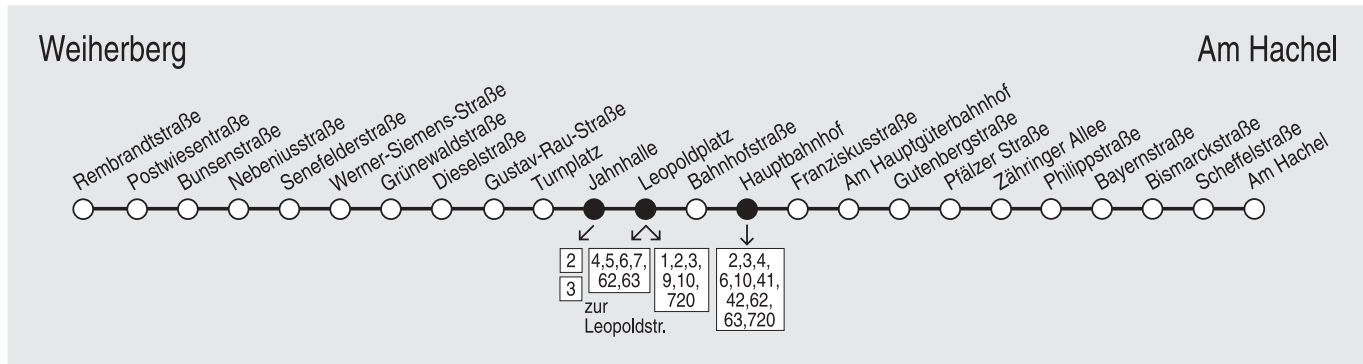 Weiherberg
Am Hachel
Rembrandtstraße
Postwiesentraße
Bunsenstraße
Nebeniusstraße
Senefelderstraße
Werner-Siemens-Straße
Grünewaldstraße
Dieselstraße
Gustav-Rau-Straße
Turnplatz
Jahnhalle
Leopoldplatz
Bahnhofstraße
Hauptbahnhof
Franziskusstraße
Am Hauptgüterbahnhof
Gutenbergstraße
Pfälzer Straße
Zähringer Allee
Philippstraße
Bayernstraße
Bismarckstraße
Scheffelstraße
Am Hachel
2
3
4,5,6,7,
62,63
zur
Leopoldstr.
1,2,3,
9,10,
720
2,3,4,
6,10,41,
42,62,
63,720